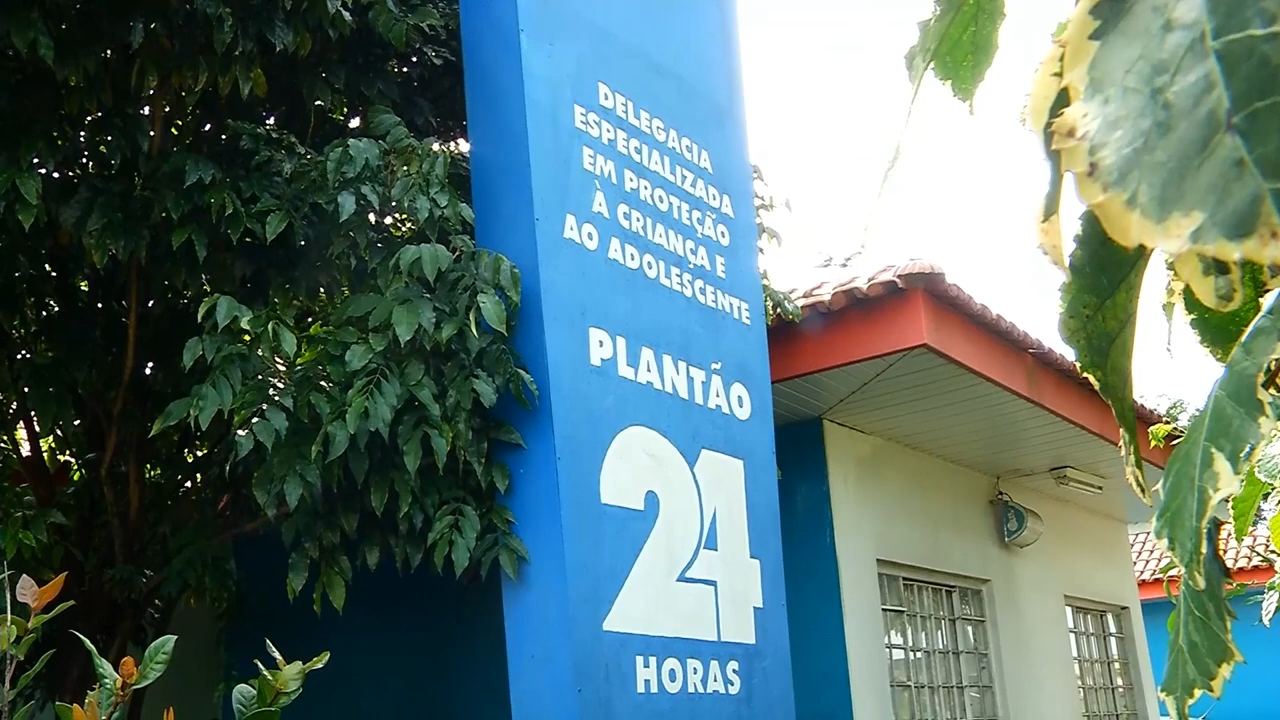 DELEGACIA
ESPECIALIZADA
EM PROTEÇÃO
À CRIANÇA E
AO ADOLESCENTE
PLANTÃO
24
HORAS